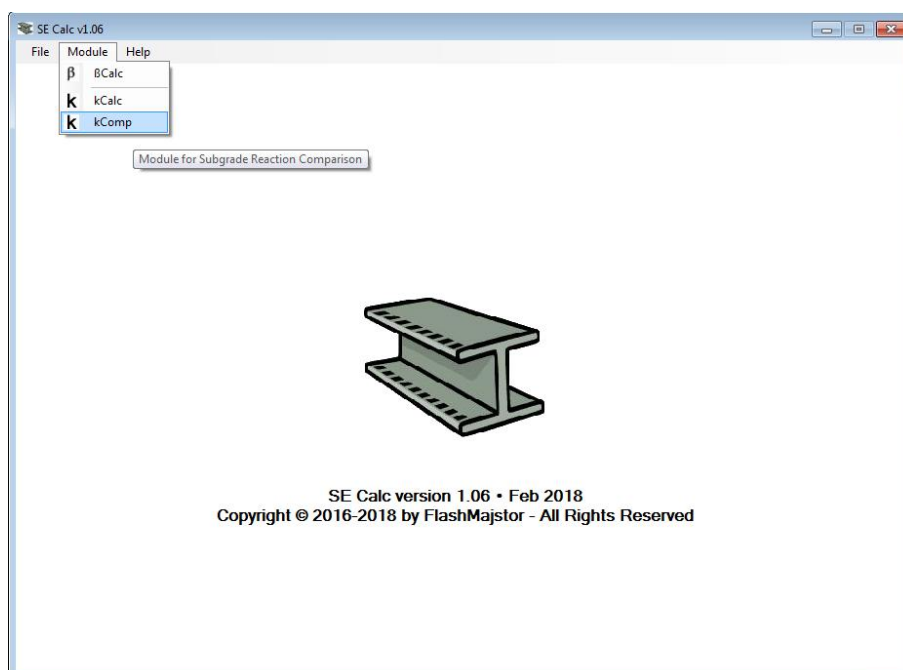 SE Calc v1.06
File Module Help
β βCalc
k kCalc
k kComp
Module for Subgrade Reaction Comparison
SE Calc version 1.06 • Feb 2018
Copyright © 2016-2018 by FlashMajstor - All Rights Reserved